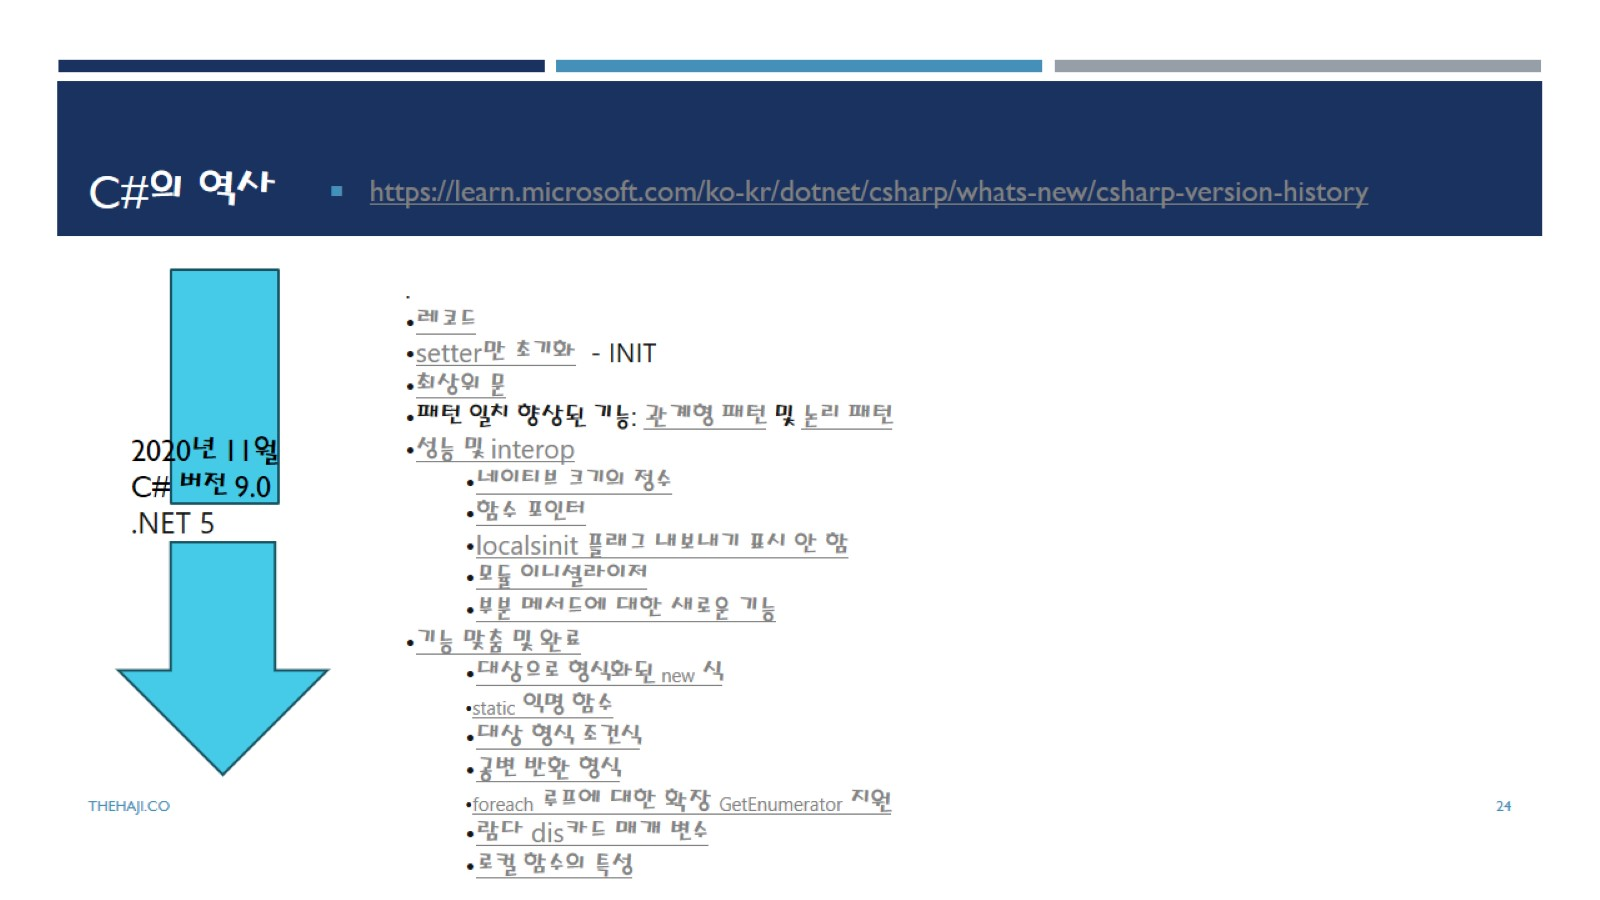 C#의 역사
▪ https://learn.microsoft.com/ko-kr/dotnet/csharp/whats-new/csharp-version-history
2020년 11월
C# 버전 9.0
.NET 5
.
•레코드
•setter만 초기화 - INIT
•최상위 문
•패턴 일치 향상된 기능: 관계형 패턴 및 논리 패턴
•성능 및 interop
•네이티브 크기의 정수
•함수 포인터
•localsinit 플래그 내보내기 표시 안 함
•모듈 이니셜라이저
•부분 메서드에 대한 새로운 기능
•기능 맞춤 및 완료
•대상으로 형식화된 new 식
•static 익명 함수
•대상 형식 조건식
•공변 반환 형식
•foreach 루프에 대한 확장 GetEnumerator 지원
•람다 dis카드 매개 변수
•로컬 함수의 특성
THEHAJI.CO
24